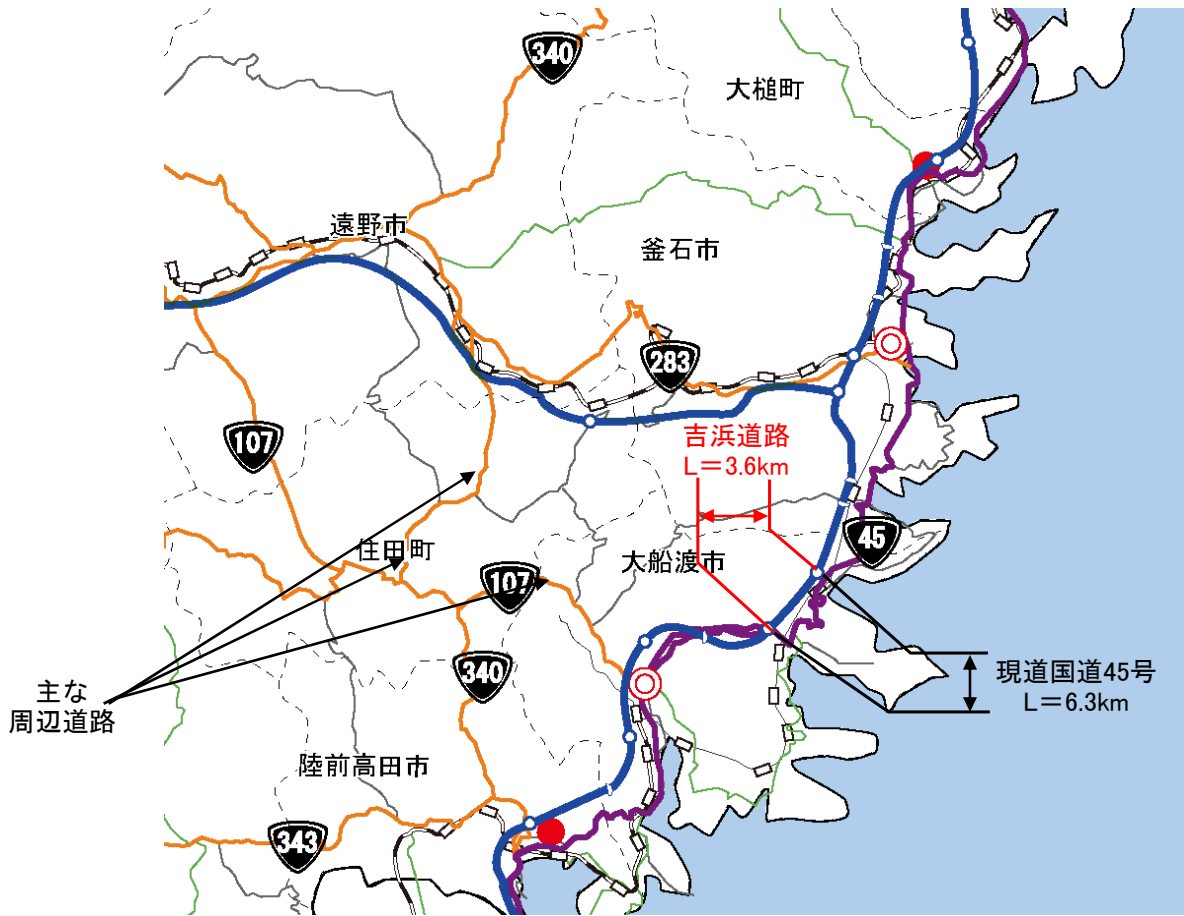 340
大槌町
遠野市
釜石市
283
107
吉浜道路
L＝3.6km
45
住田町
大船渡市
107
340
主な
周辺道路
現道国道45号
L＝6.3km
陸前高田市
343